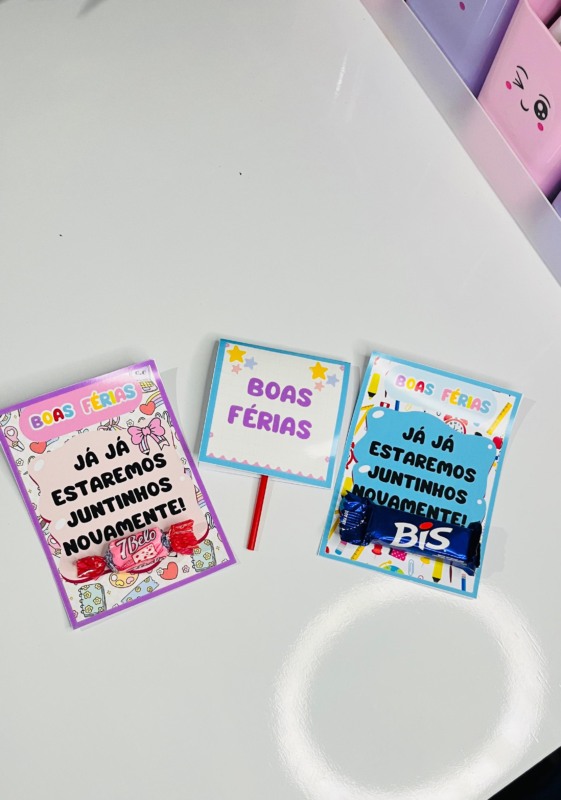 BOAS FÉRIAS
JÁ JÁ
ESTAREMOS
JUNTINHOS
NOVAMENTE!
7Belo
BOAS
FÉRIAS
BOAS FÉRIAS
JÁ JÁ
ESTAREMOS
JUNTINHOS
NOVAMENTE!
BIS